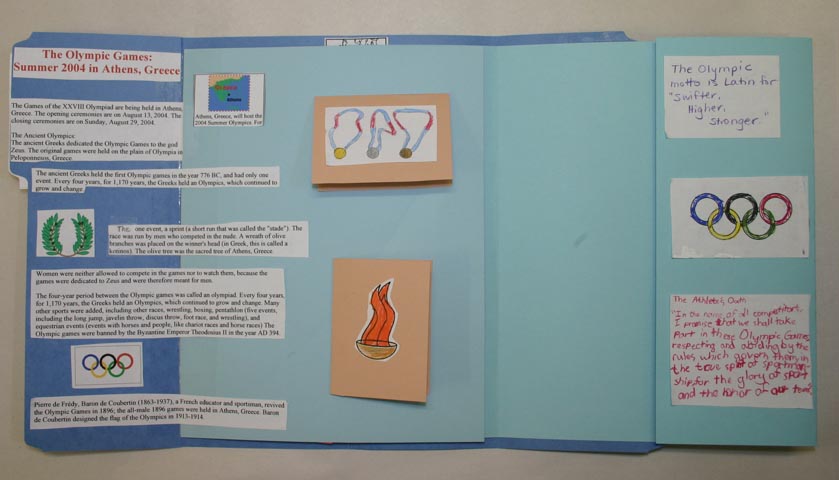 The Olympic Games:
Summer 2004 in Athens, Greece
The Games of the XXVIII Olympiad are being held in Athens,
Greece. The opening ceremonies are on August 13, 2004. The
closing ceremonies are on Sunday, August 29, 2004.
The Ancient Olympics:
The ancient Greeks dedicated the Olympic Games to the god
Zeus. The original games were held on the plain of Olympia in
Peloponnesos, Greece.
The ancient Greeks held the first Olympic games in the year 776 BC, and had only one
event. Every four years, for 1,170 years, the Greeks held an Olympics, which continued to
grow and change.
The one event, a sprint (a short run that was called the "stade"). The
race was run by men who competed in the nude. A wreath of olive
branches was placed on the winner's head (in Greek, this is called a
kotinos). The olive tree was the sacred tree of Athens, Greece.
Women were neither allowed to compete in the games nor to watch them, because the
games were dedicated to Zeus and were therefore meant for men.
The four-year period between the Olympic games was called an olympiad. Every four years,
for 1,170 years, the Greeks held an Olympics, which continued to grow and change. Many
other sports were added, including other races, wrestling, boxing, pentathlon (five events,
including the long jump, javelin throw, discus throw, foot race, and wrestling), and
equestrian events (events with horses and people, like chariot races and horse races) The
Olympic games were banned by the Byzantine Emperor Theodosius II in the year AD 394.
Pierre de Frédy, Baron de Coubertin (1863-1937), a French educator and sportsman, revived
the Olympic Games in 1896; the all-male 1896 games were held in Athens, Greece. Baron
de Coubertin designed the flag of the Olympics in 1913-1914.
Greece
Athens
Athens, Greece, will host the
2004 Summer Olympics. For
The Olympic
motto is Latin for
"Swifter,
Higher,
Stronger."
The Athlete's Oath
"In the name of all competitors,
I promise that we shall take
part in these Olympic Games,
respecting and abiding by the
rules which govern them, in
the true spirit of sportsman-
ship, for the glory of sport
and the honor of our teams